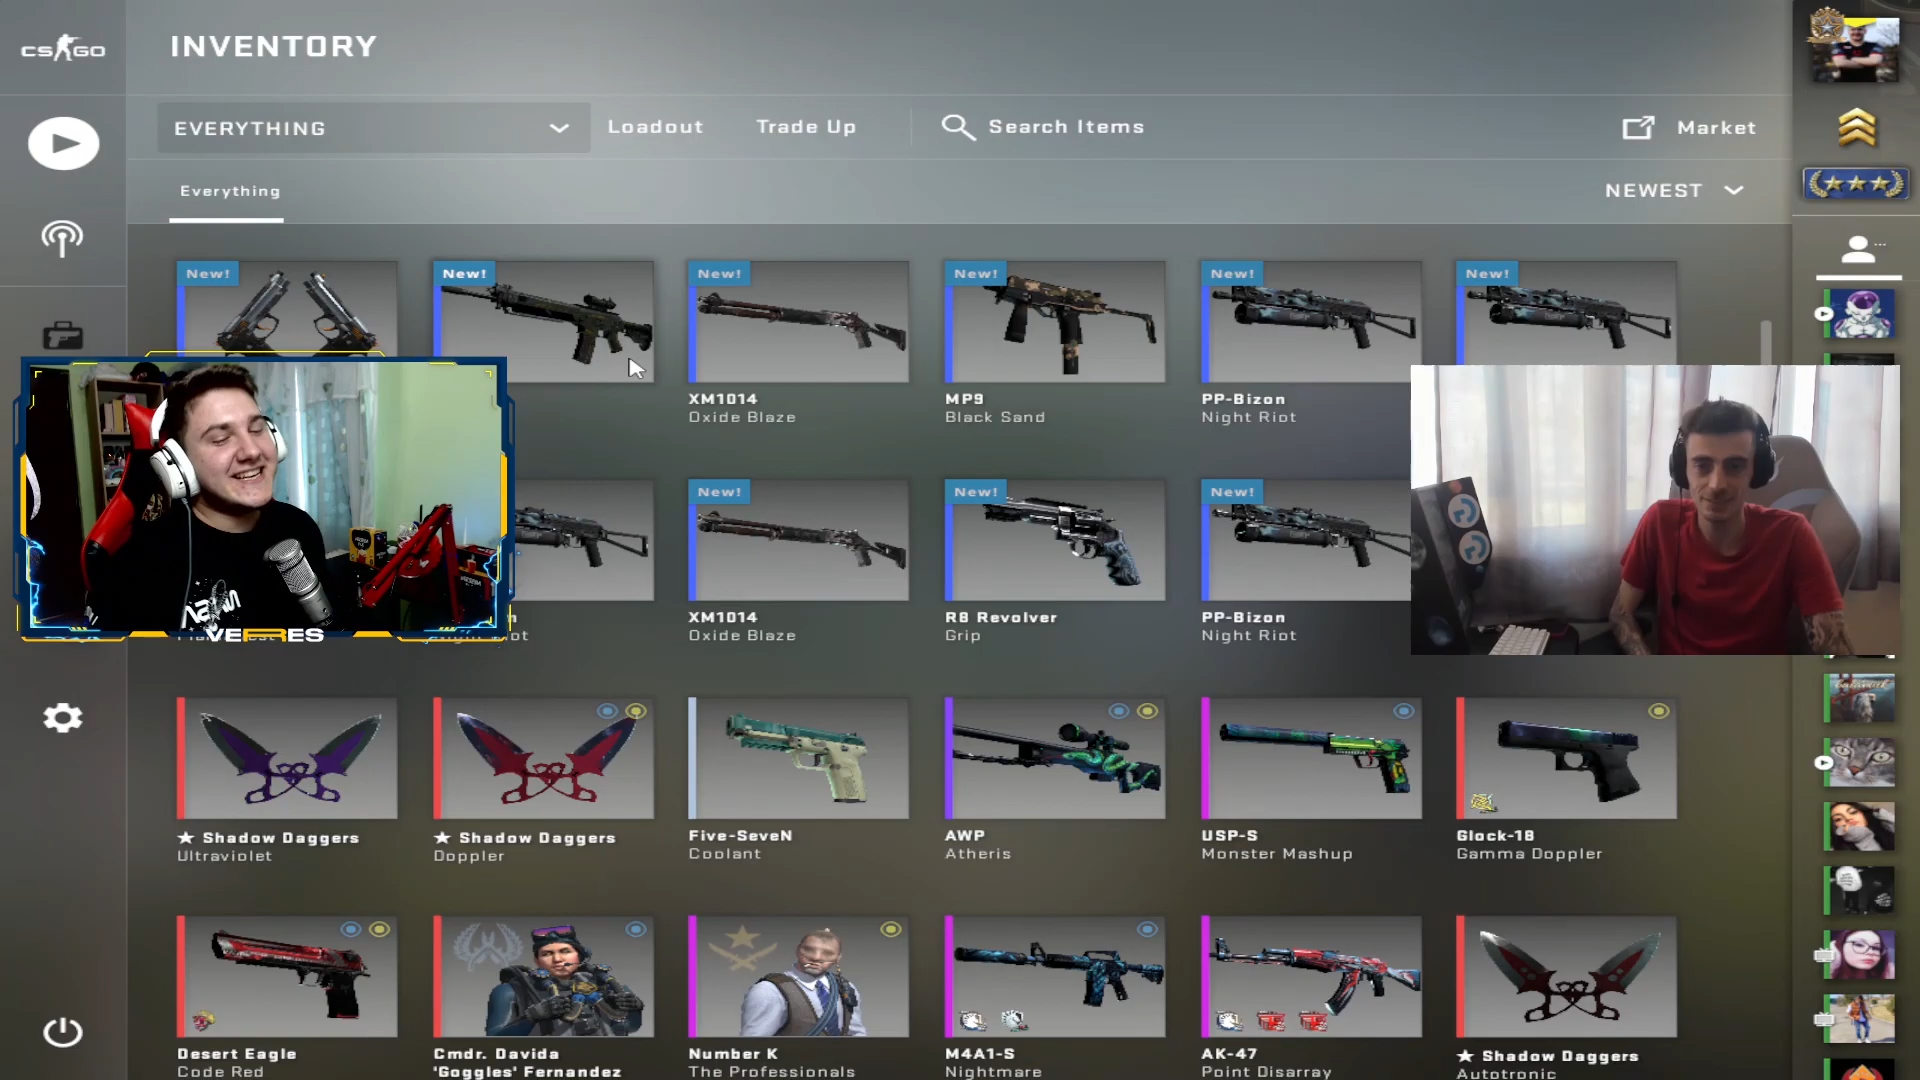 CS GO
INVENTORY
EVERYTHING
Loadout
Trade Up
Search Items
Market
Everything
NEWEST
New!
New!
New!
New!
New!
New!
XM1014
Oxide Blaze
MP9
Black Sand
PP-Bizon
Night Riot
New!
New!
New!
XM1014
Oxide Blaze
R8 Revolver
Grip
PP-Bizon
Night Riot
VERRES
★ Shadow Daggers
Ultraviolet
★ Shadow Daggers
Doppler
Five-SeveN
Coolant
AWP
Atheris
USP-S
Monster Mashup
Glock-18
Gamma Doppler
Desert Eagle
Code Red
Cmdr. Davida
'Goggles' Fernandez
Number K
The Professionals
M4A1-S
Nightmare
AK-47
Point Disarray
★ Shadow Daggers
Autotronic